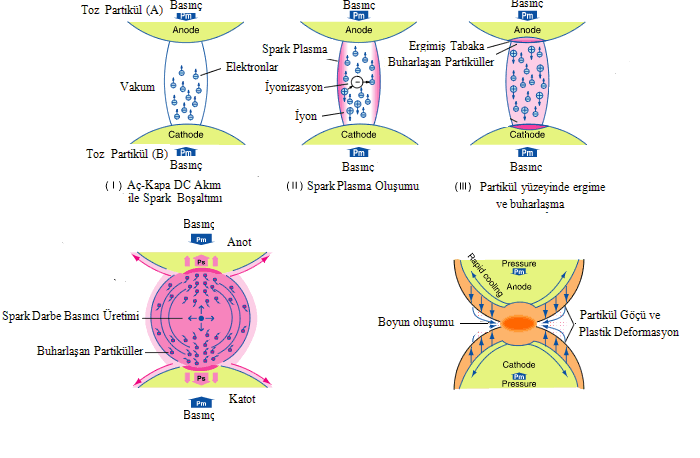 Toz Partikül (A)
Basınç
Pm
Anode
Elektronlar
Vakum
Cathode
Toz Partikül (B)
Pm
Basınç
( I ) Aç-Kapa DC Akım
ile Spark Boşaltımı
Basınç
Pm
Anode
Spark Plasma
İyonizasyon
İyon
Cathode
Pm
Basınç
(II) Spark Plasma Oluşumu
Basınç
Pm
Anode
Ergimiş Tabaka
Buharlaşan Partiküller
Cathode
Pm
Basınç
(III) Partikül yüzeyinde ergime
ve buharlaşma
Basınç
Pm
Anot
Ps
Spark Darbe Basıncı Üretimi
Buharlaşan Partiküller
Ps
Katot
Pm
Basınç
Rapid cooling
Pressure
Pm
Anode
Boyun oluşumu
Partikül Göçü ve
Plastik Deformasyon
Cathode
Pm
Pressure